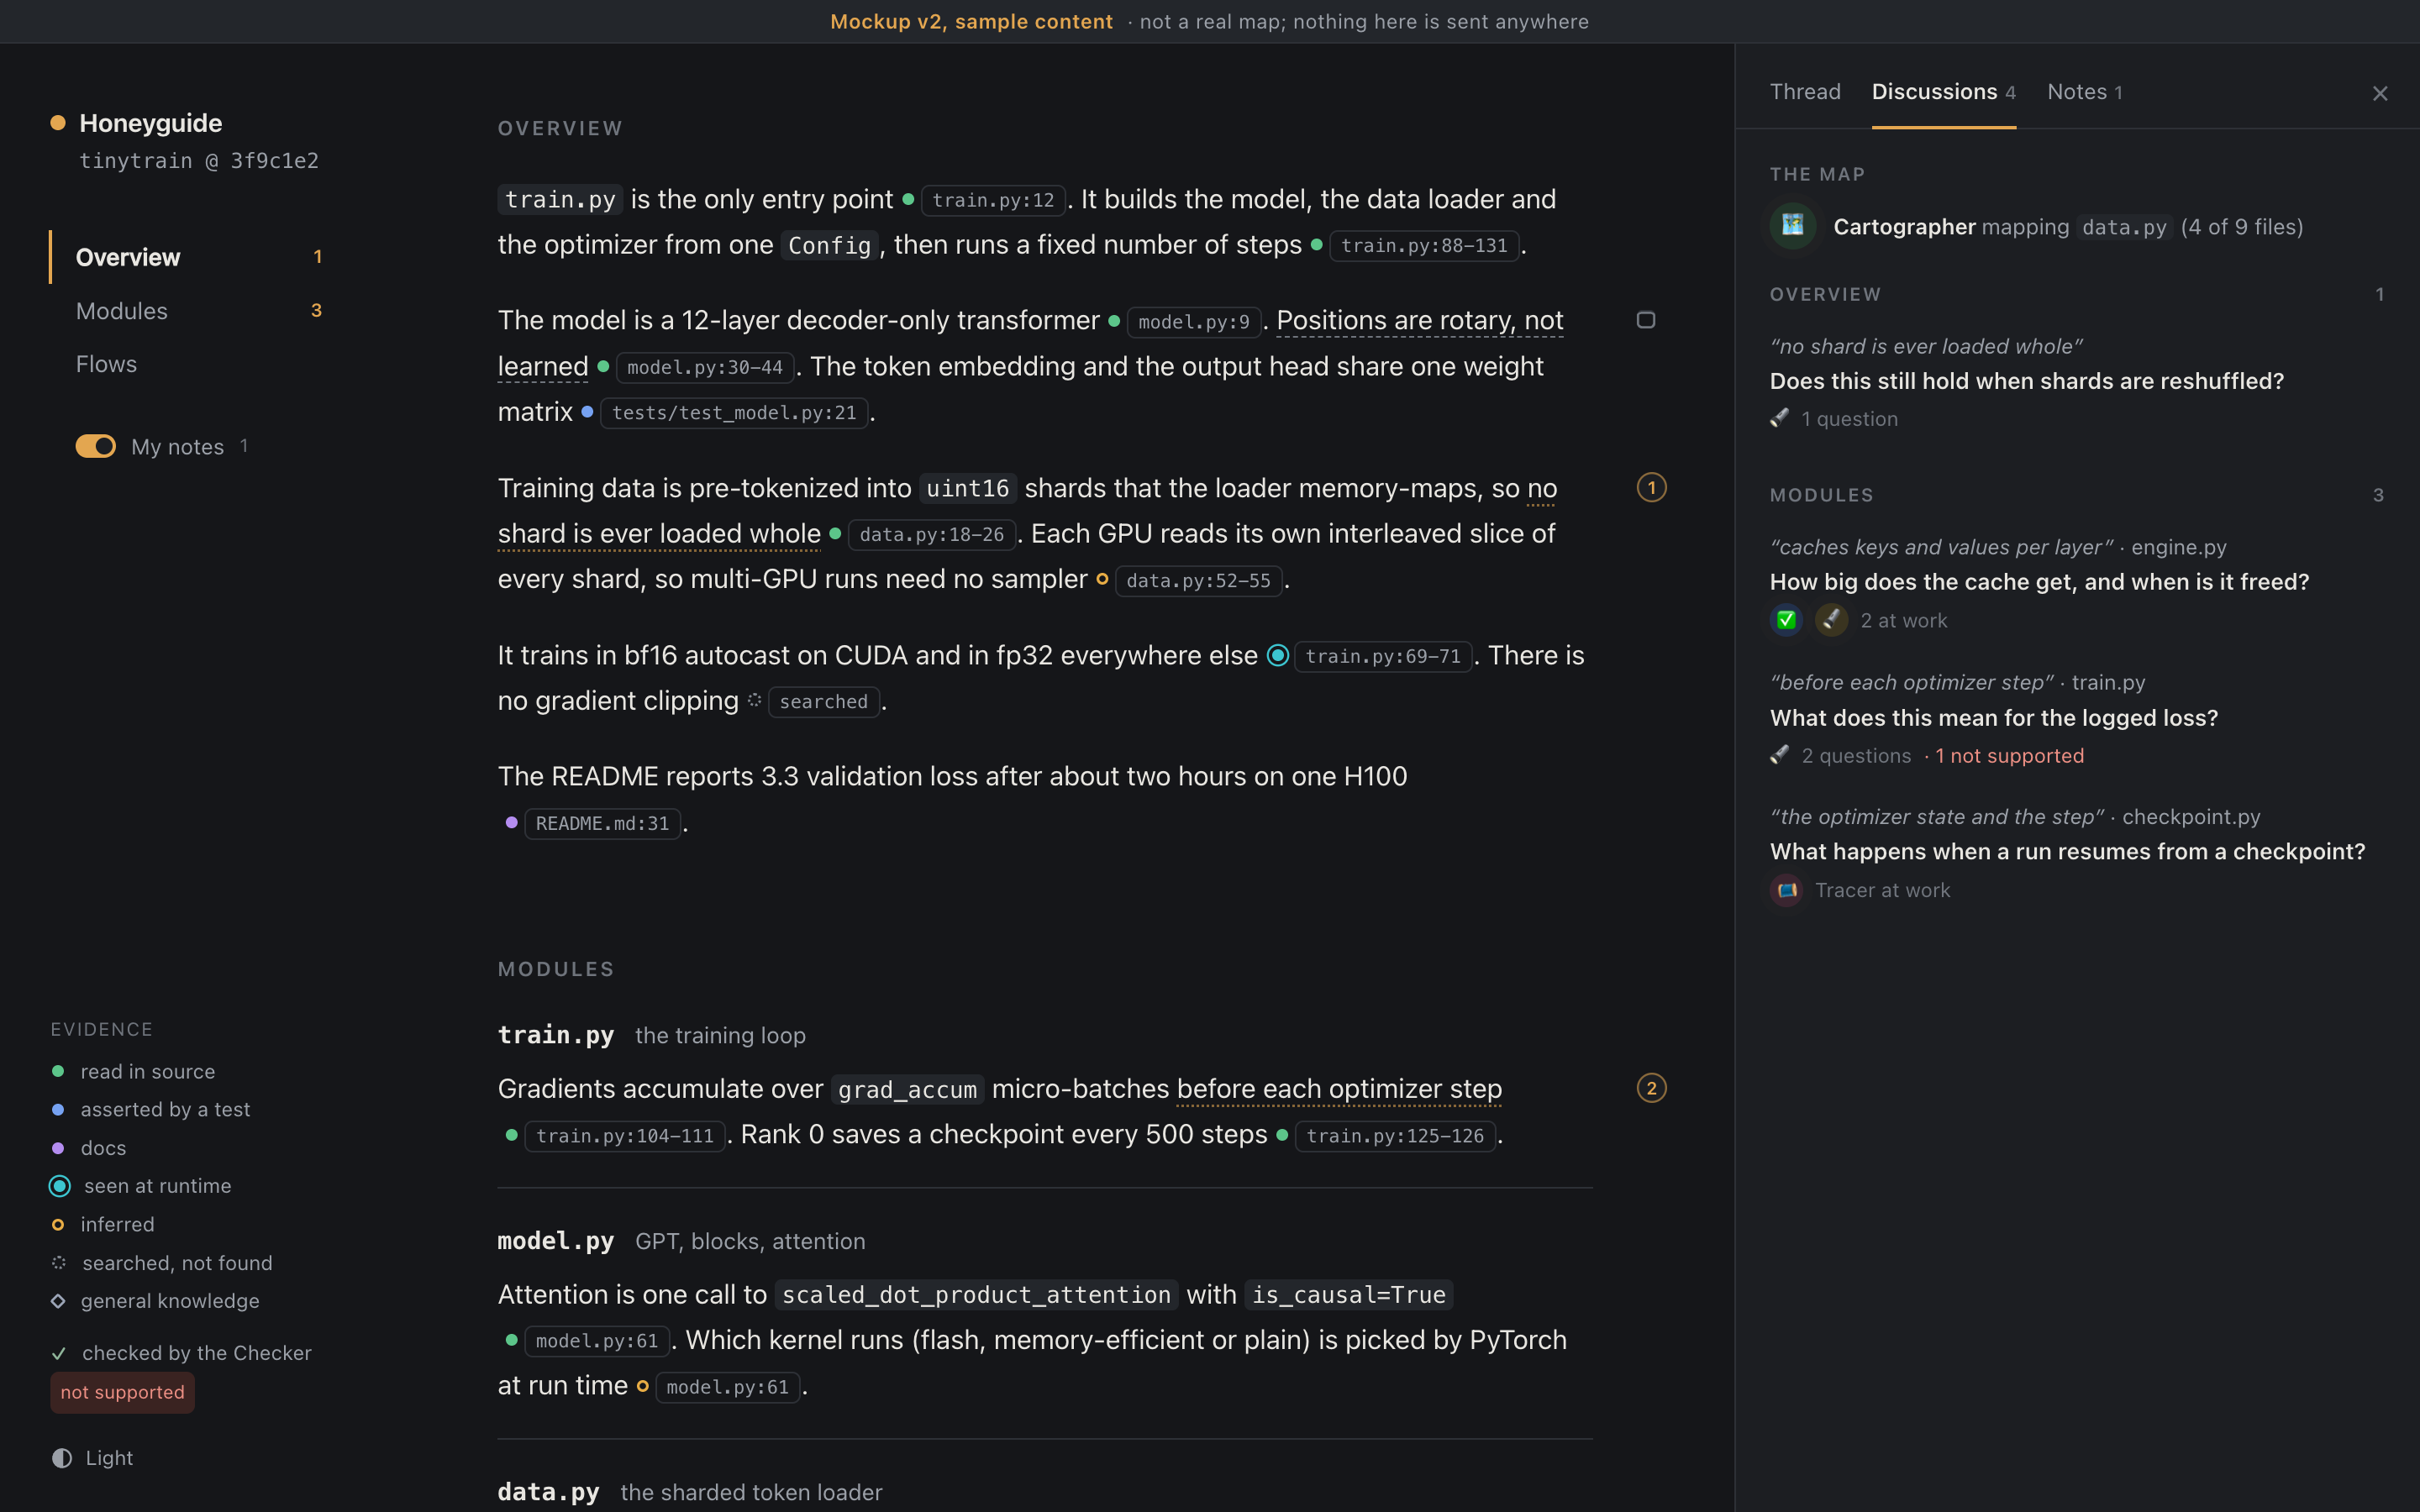 Mockup v2, sample content · not a real map; nothing here is sent anywhere
Honeyguide
tinytrain @ 3f9c1e2
Overview 1
Modules 3
Flows
My notes 1
EVIDENCE
read in source
asserted by a test
docs
seen at runtime
inferred
searched, not found
general knowledge
checked by the Checker
not supported
Light
OVERVIEW
train.py is the only entry point train.py:12. It builds the model, the data loader and
the optimizer from one Config, then runs a fixed number of steps train.py:88–131.
The model is a 12-layer decoder-only transformer model.py:9. Positions are rotary, not
learned model.py:30–44. The token embedding and the output head share one weight
matrix tests/test_model.py:21.
Training data is pre-tokenized into uint16 shards that the loader memory-maps, so no 1
shard is ever loaded whole data.py:18–26. Each GPU reads its own interleaved slice of
every shard, so multi-GPU runs need no sampler data.py:52–55.
It trains in bf16 autocast on CUDA and in fp32 everywhere else train.py:69–71. There is
no gradient clipping searched.
The README reports 3.3 validation loss after about two hours on one H100
README.md:31.
MODULES
train.py the training loop
Gradients accumulate over grad_accum micro-batches before each optimizer step 2
train.py:104–111. Rank 0 saves a checkpoint every 500 steps train.py:125–126.
model.py GPT, blocks, attention
Attention is one call to scaled_dot_product_attention with is_causal=True
model.py:61. Which kernel runs (flash, memory-efficient or plain) is picked by PyTorch
at run time model.py:61.
data.py the sharded token loader
Thread Discussions 4 Notes 1 ×
THE MAP
Cartographer mapping data.py (4 of 9 files)
OVERVIEW 1
“no shard is ever loaded whole”
Does this still hold when shards are reshuffled?
1 question
MODULES 3
“caches keys and values per layer” · engine.py
How big does the cache get, and when is it freed?
2 at work
“before each optimizer step” · train.py
What does this mean for the logged loss?
2 questions · 1 not supported
“the optimizer state and the step” · checkpoint.py
What happens when a run resumes from a checkpoint?
Tracer at work